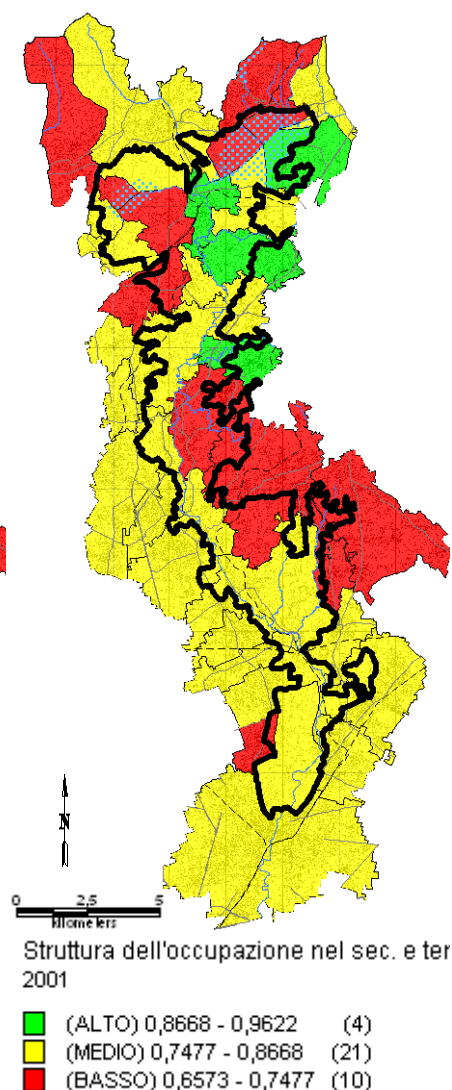 N
0 2,5 5
kilometers
Struttura dell'occupazione nel sec. e ter
2001
(ALTO) 0,8668 - 0,9622 (4)
(MEDIO) 0,7477 - 0,8668 (21)
(BASSO) 0,6573 - 0,7477 (10)